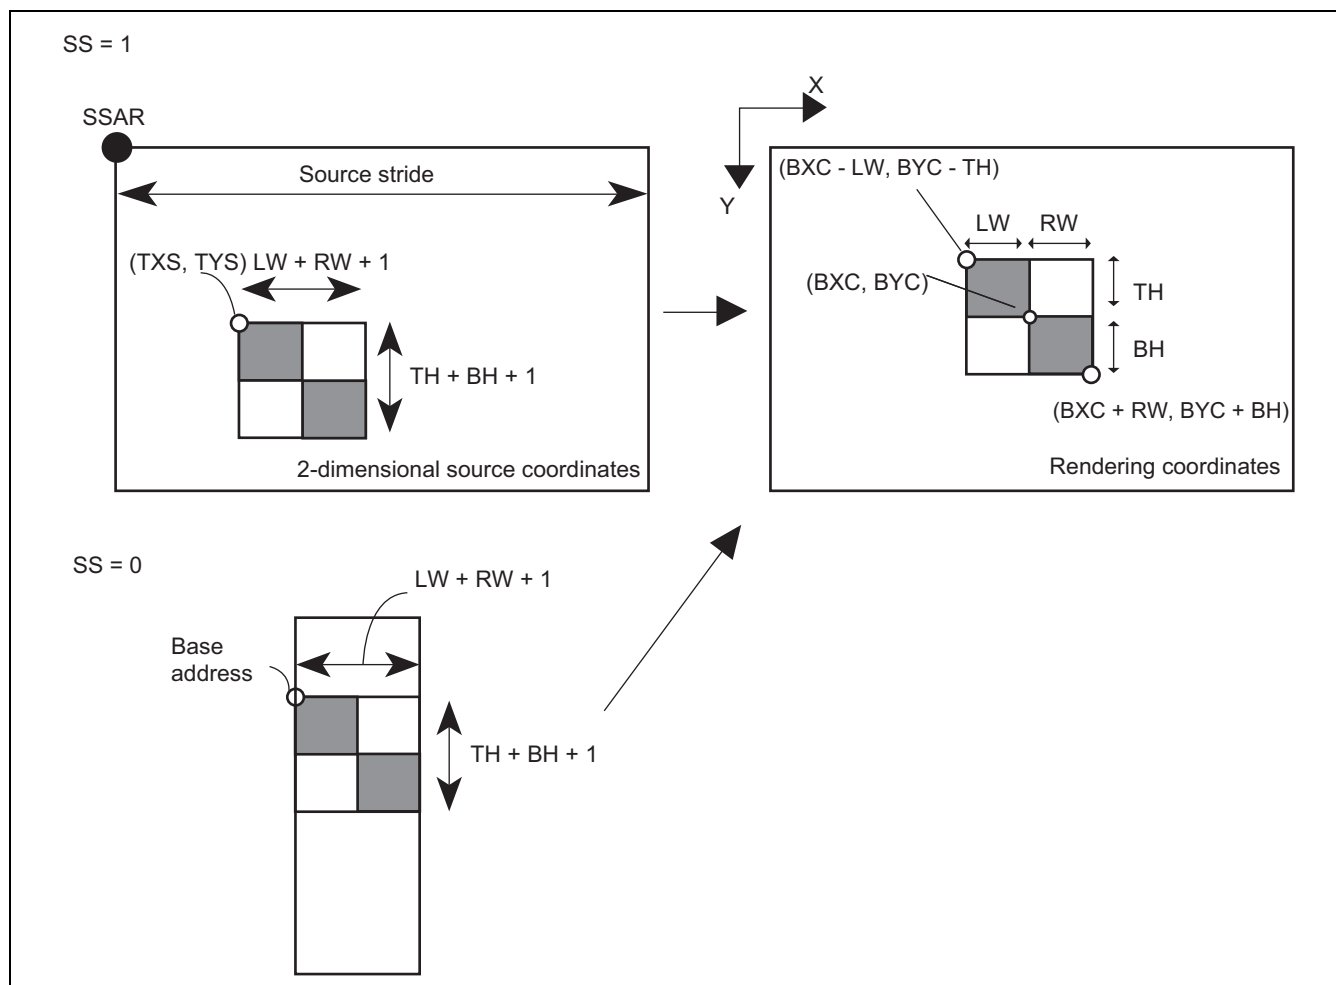 SS = 1
SSAR
Source stride
(TXS, TYS) LW + RW + 1
TH + BH + 1
2-dimensional source coordinates
X
Y
(BXC - LW, BYC - TH)
LW RW
(BXC, BYC)
TH
BH
(BXC + RW, BYC + BH)
Rendering coordinates
SS = 0
LW + RW + 1
Base
address
TH + BH + 1